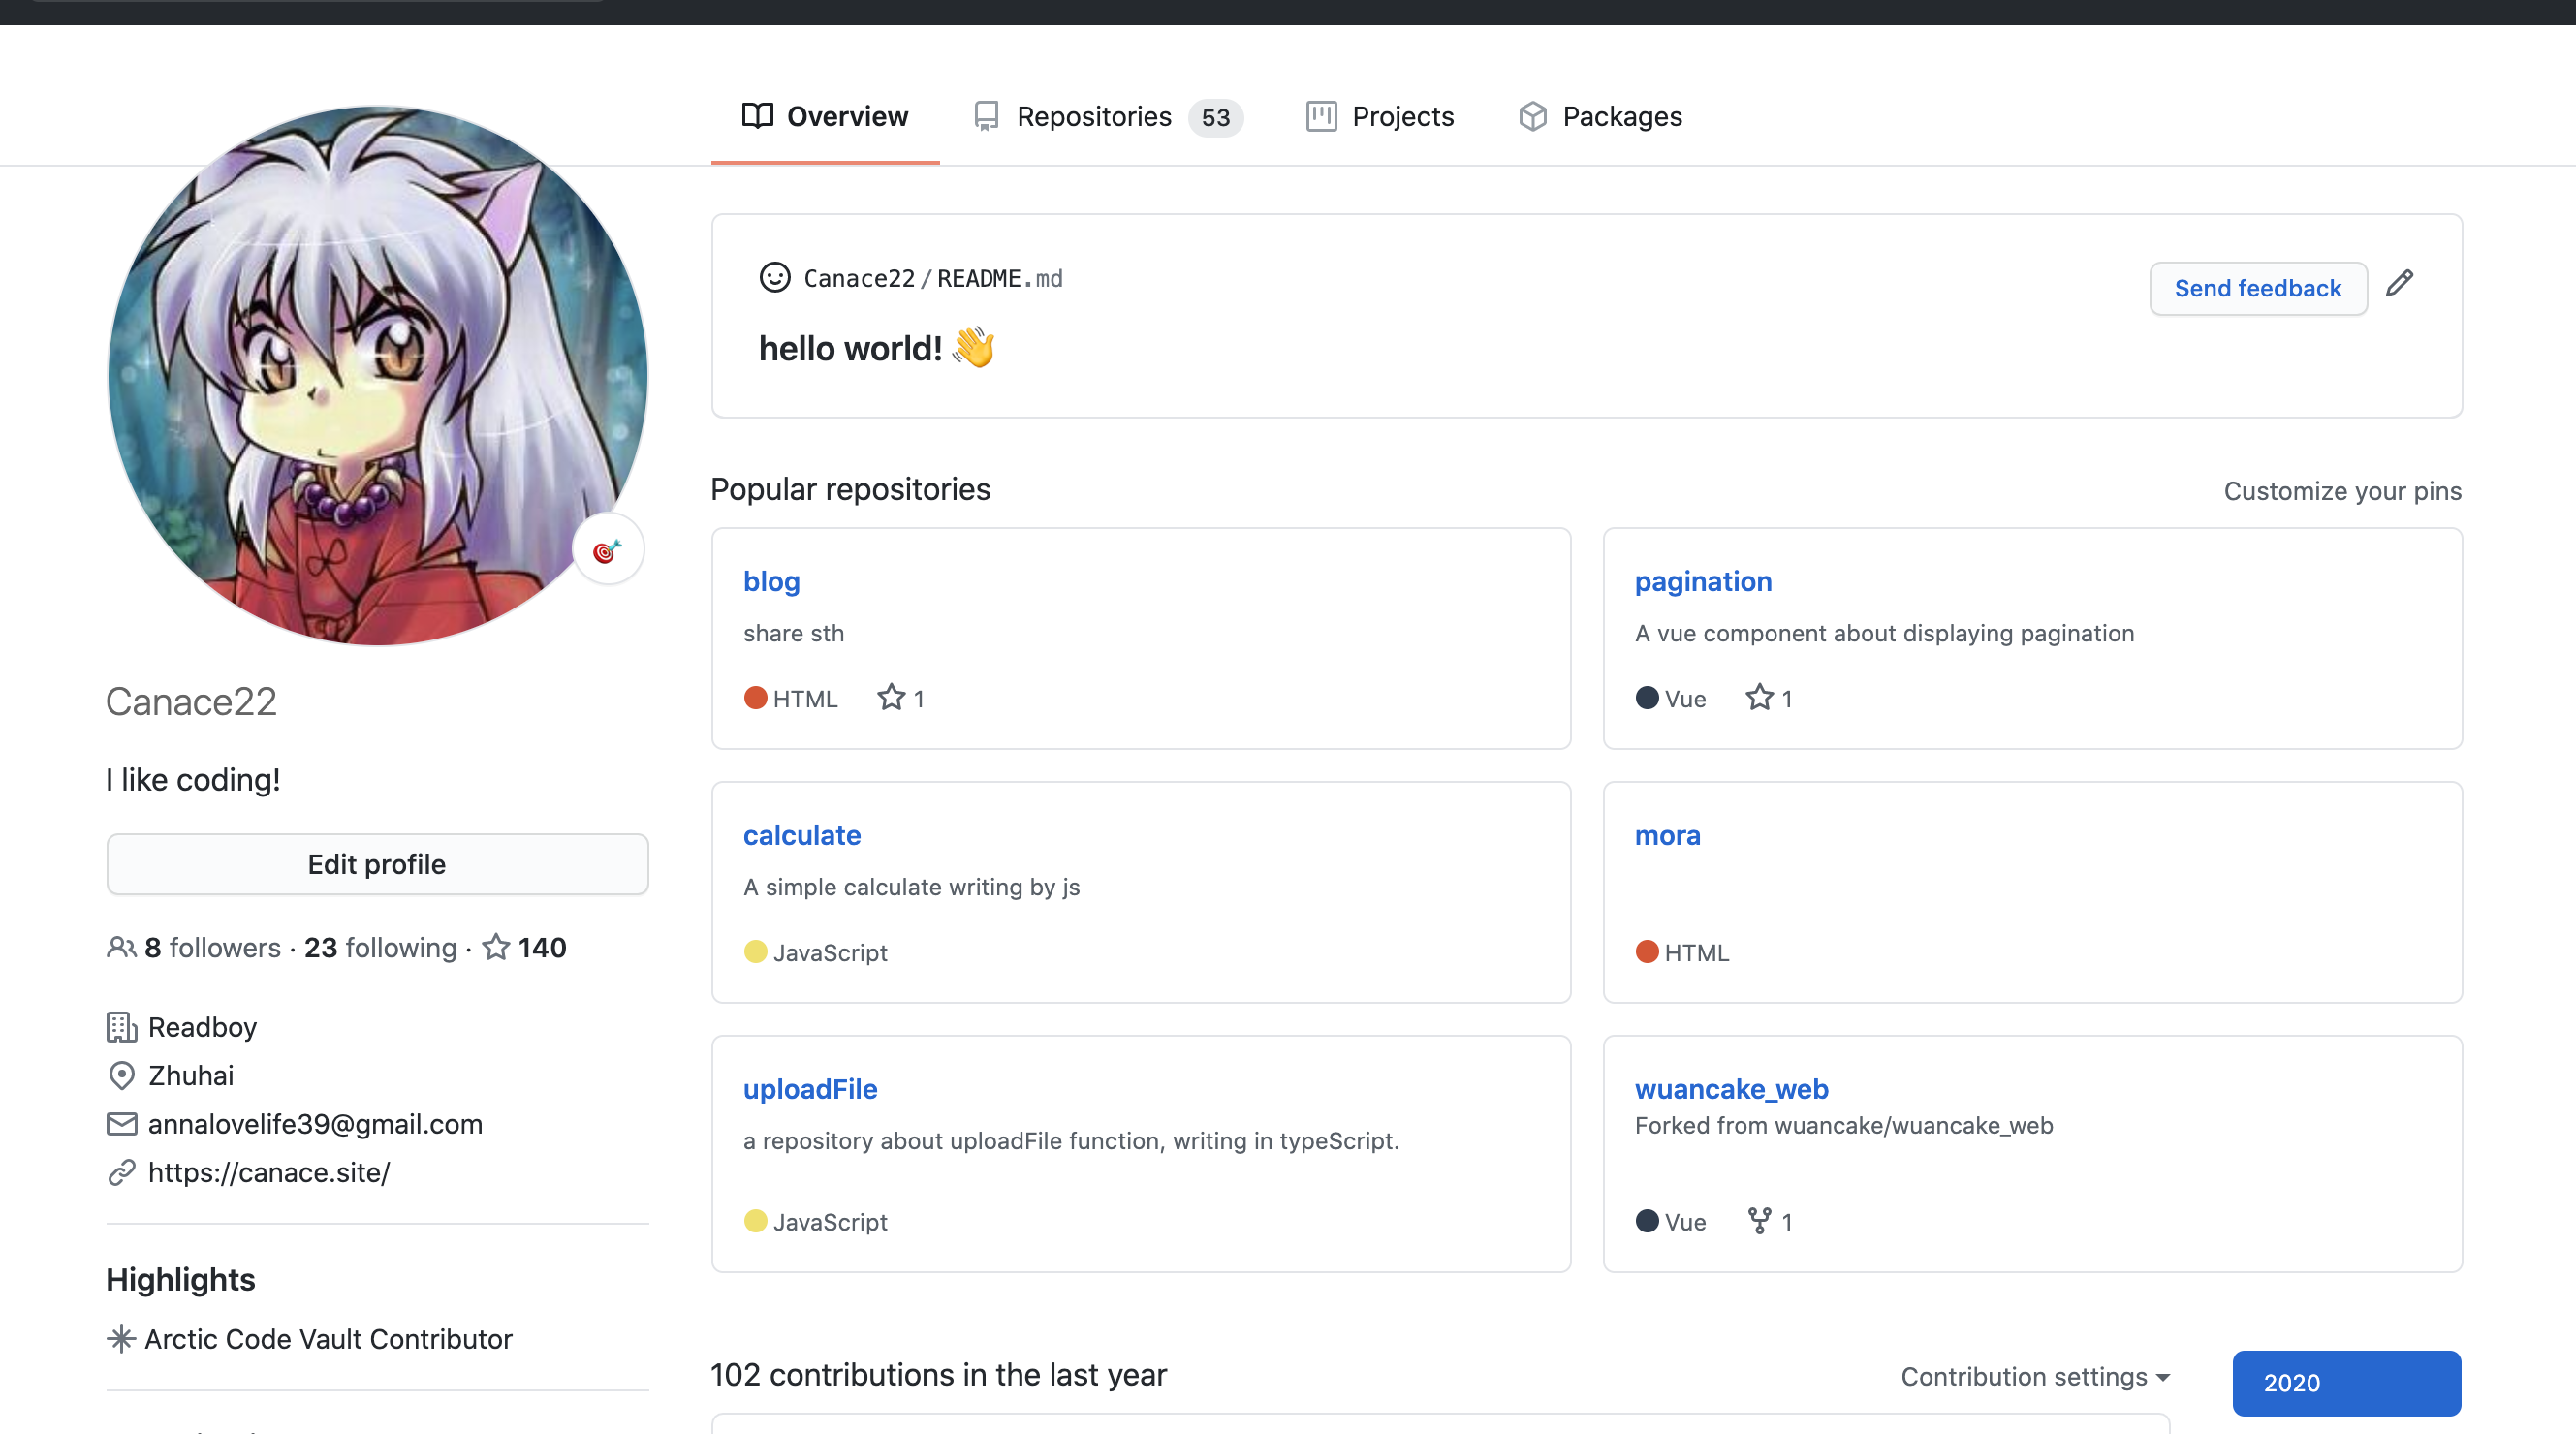 Overview
Repositories 53
Projects
Packages
Canace22/README.md
Send feedback
hello world! 👋
Popular repositories
Customize your pins
blog
share sth
HTML 1
pagination
A vue component about displaying pagination
Vue 1
calculate
A simple calculate writing by js
JavaScript
mora
HTML
uploadFile
a repository about uploadFile function, writing in typeScript.
JavaScript
wuancake_web
Forked from wuancake/wuancake_web
Vue 1
102 contributions in the last year
Contribution settings
2020
Canace22
I like coding!
Edit profile
8 followers · 23 following · 140
Readboy
Zhuhai
annalovelife39@gmail.com
https://canace.site/
Highlights
Arctic Code Vault Contributor